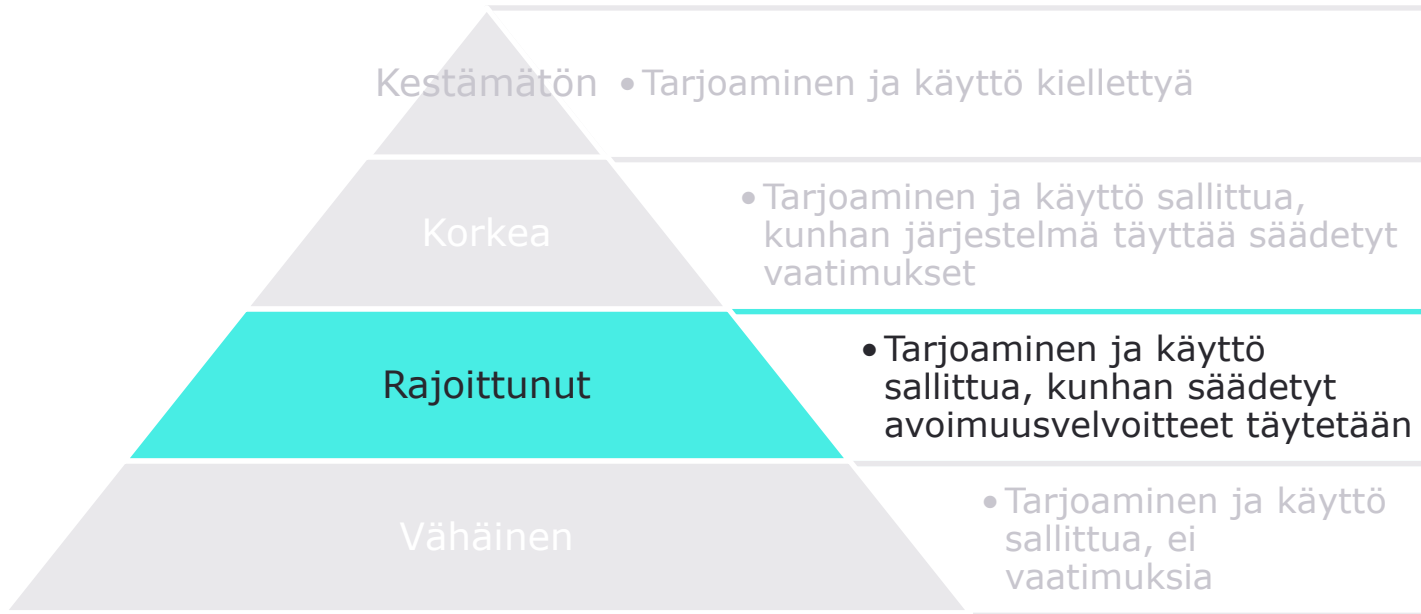 Kestämätön
• Tarjoaminen ja käyttö kiellettyä
Korkea
• Tarjoaminen ja käyttö sallittua,
kunhan järjestelmä täyttää säädetyt
vaatimukset
Rajoittunut
• Tarjoaminen ja käyttö
sallittua, kunhan säädetyt
avoimuusvelvoitteet täytetään
Vähäinen
• Tarjoaminen ja käyttö
sallittua, ei
vaatimuksia